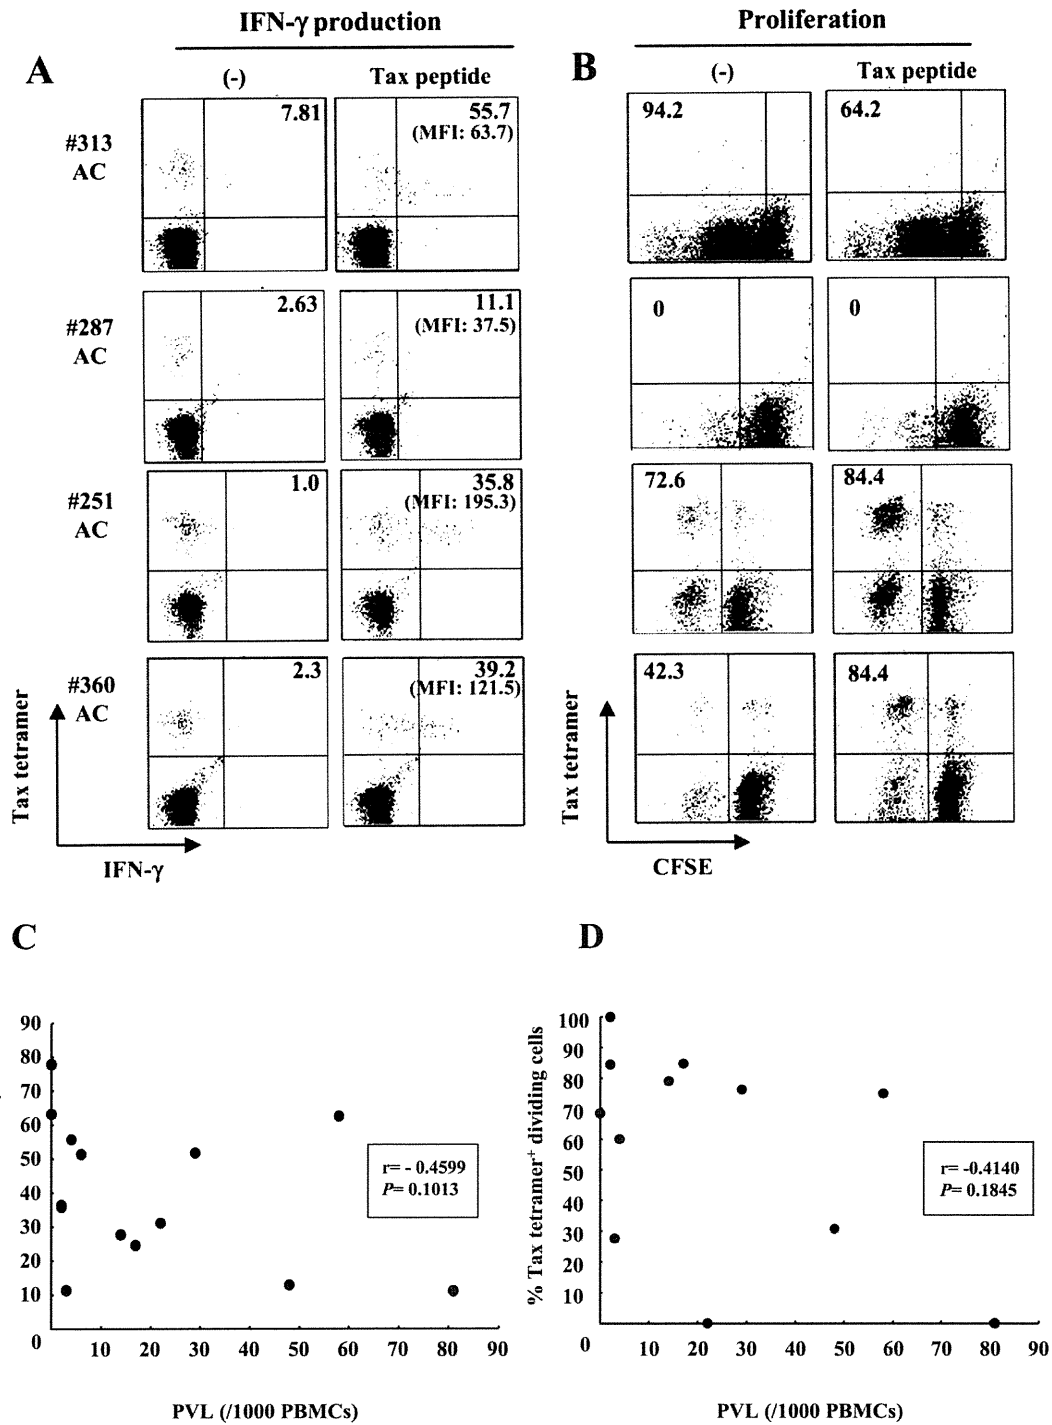 IFN-γ production
Proliferation
A
(-)
Tax peptide
B
(-)
Tax peptide
#313
AC
7.81
55.7
(MFI: 63.7)
94.2
64.2
#287
AC
2.63
11.1
(MFI: 37.5)
0
0
#251
AC
1.0
35.8
(MFI: 195.3)
72.6
84.4
#360
AC
2.3
39.2
(MFI: 121.5)
42.3
84.4
Tax tetramer
IFN-γ
Tax tetramer
CFSE
C
90
80
70
60
50
40
30
20
10
0
10 20 30 40 50 60 70 80 90
r= - 0.4599
P= 0.1013
PVL (/1000 PBMCs)
D
% Tax tetramer+ dividing cells
100
90
80
70
60
50
40
30
20
10
0
10 20 30 40 50 60 70 80 90
r= -0.4140
P= 0.1845
PVL (/1000 PBMCs)